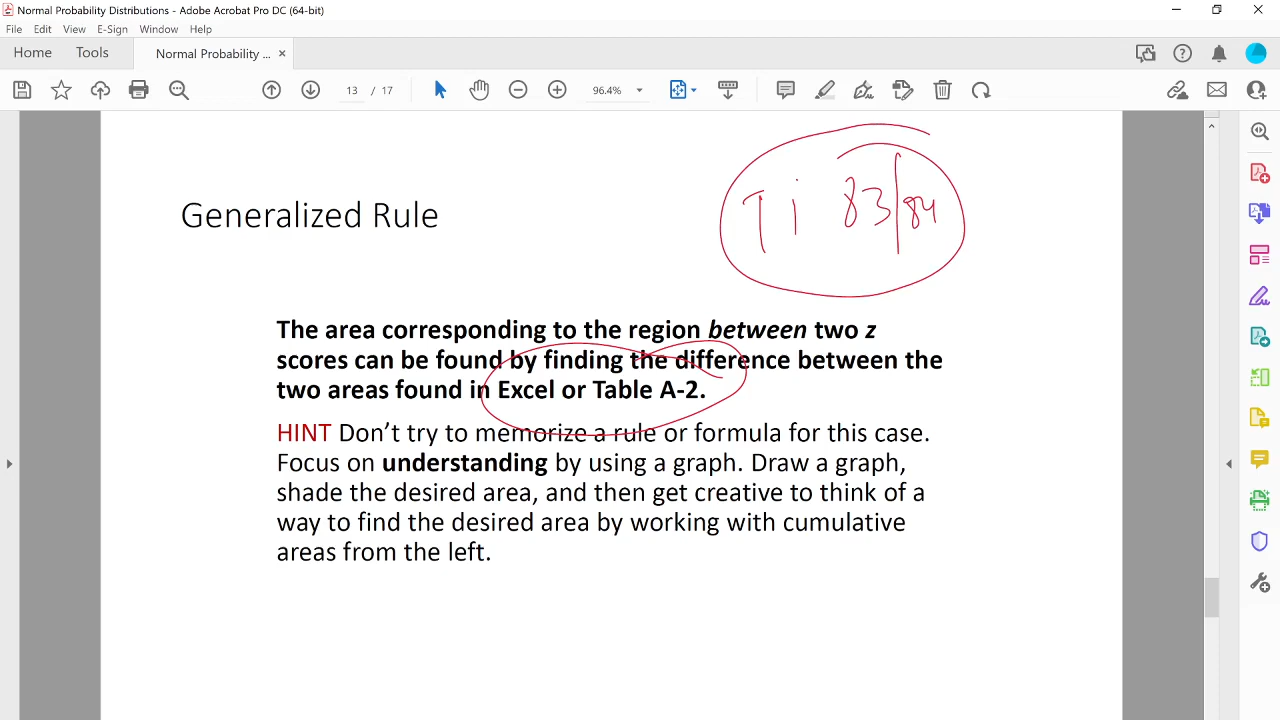 Normal Probability Distributions - Adobe Acrobat Pro DC (64-bit)
File Edit View E-Sign Window Help
Home Tools Normal Probability ... ×
13 / 17 96.4%
Ti 83/84
Generalized Rule
The area corresponding to the region between two z
scores can be found by finding the difference between the
two areas found in Excel or Table A-2.
HINT Don’t try to memorize a rule or formula for this case.
Focus on understanding by using a graph. Draw a graph,
shade the desired area, and then get creative to think of a
way to find the desired area by working with cumulative
areas from the left.